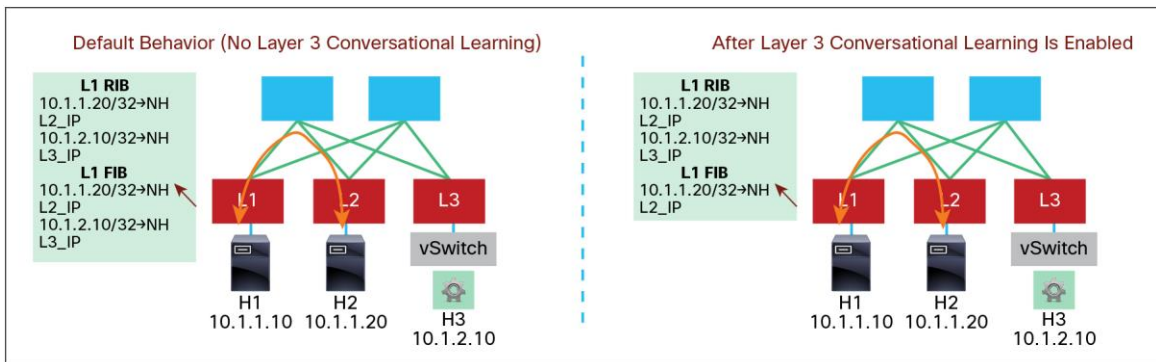 Default Behavior (No Layer 3 Conversational Learning)
L1 RIB
10.1.1.20/32→NH
L2_IP
10.1.2.10/32→NH
L3_IP
L1 FIB
10.1.1.20/32→NH
L2_IP
10.1.2.10/32→NH
L3_IP
L1
L2
L3
vSwitch
H1
10.1.1.10
H2
10.1.1.20
H3
10.1.2.10
After Layer 3 Conversational Learning Is Enabled
L1 RIB
10.1.1.20/32→NH
L2_IP
10.1.2.10/32→NH
L3_IP
L1 FIB
10.1.1.20/32→NH
L2_IP
L1
L2
L3
vSwitch
H1
10.1.1.10
H2
10.1.1.20
H3
10.1.2.10